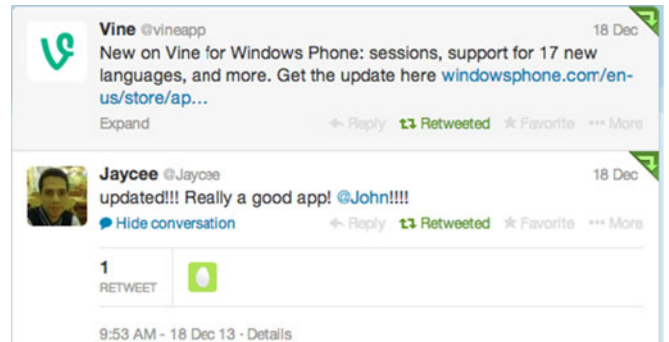 Vine @vineapp 18 Dec
New on Vine for Windows Phone: sessions, support for 17 new
languages, and more. Get the update here windowsphone.com/en-
us/store/ap...
Expand Reply Retweeted Favorite More
Jaycee @Jaycee 18 Dec
updated!!! Really a good app! @John!!!!
Hide conversation Reply Retweeted Favorite More
1
RETWEET
9:53 AM - 18 Dec 13 · Details